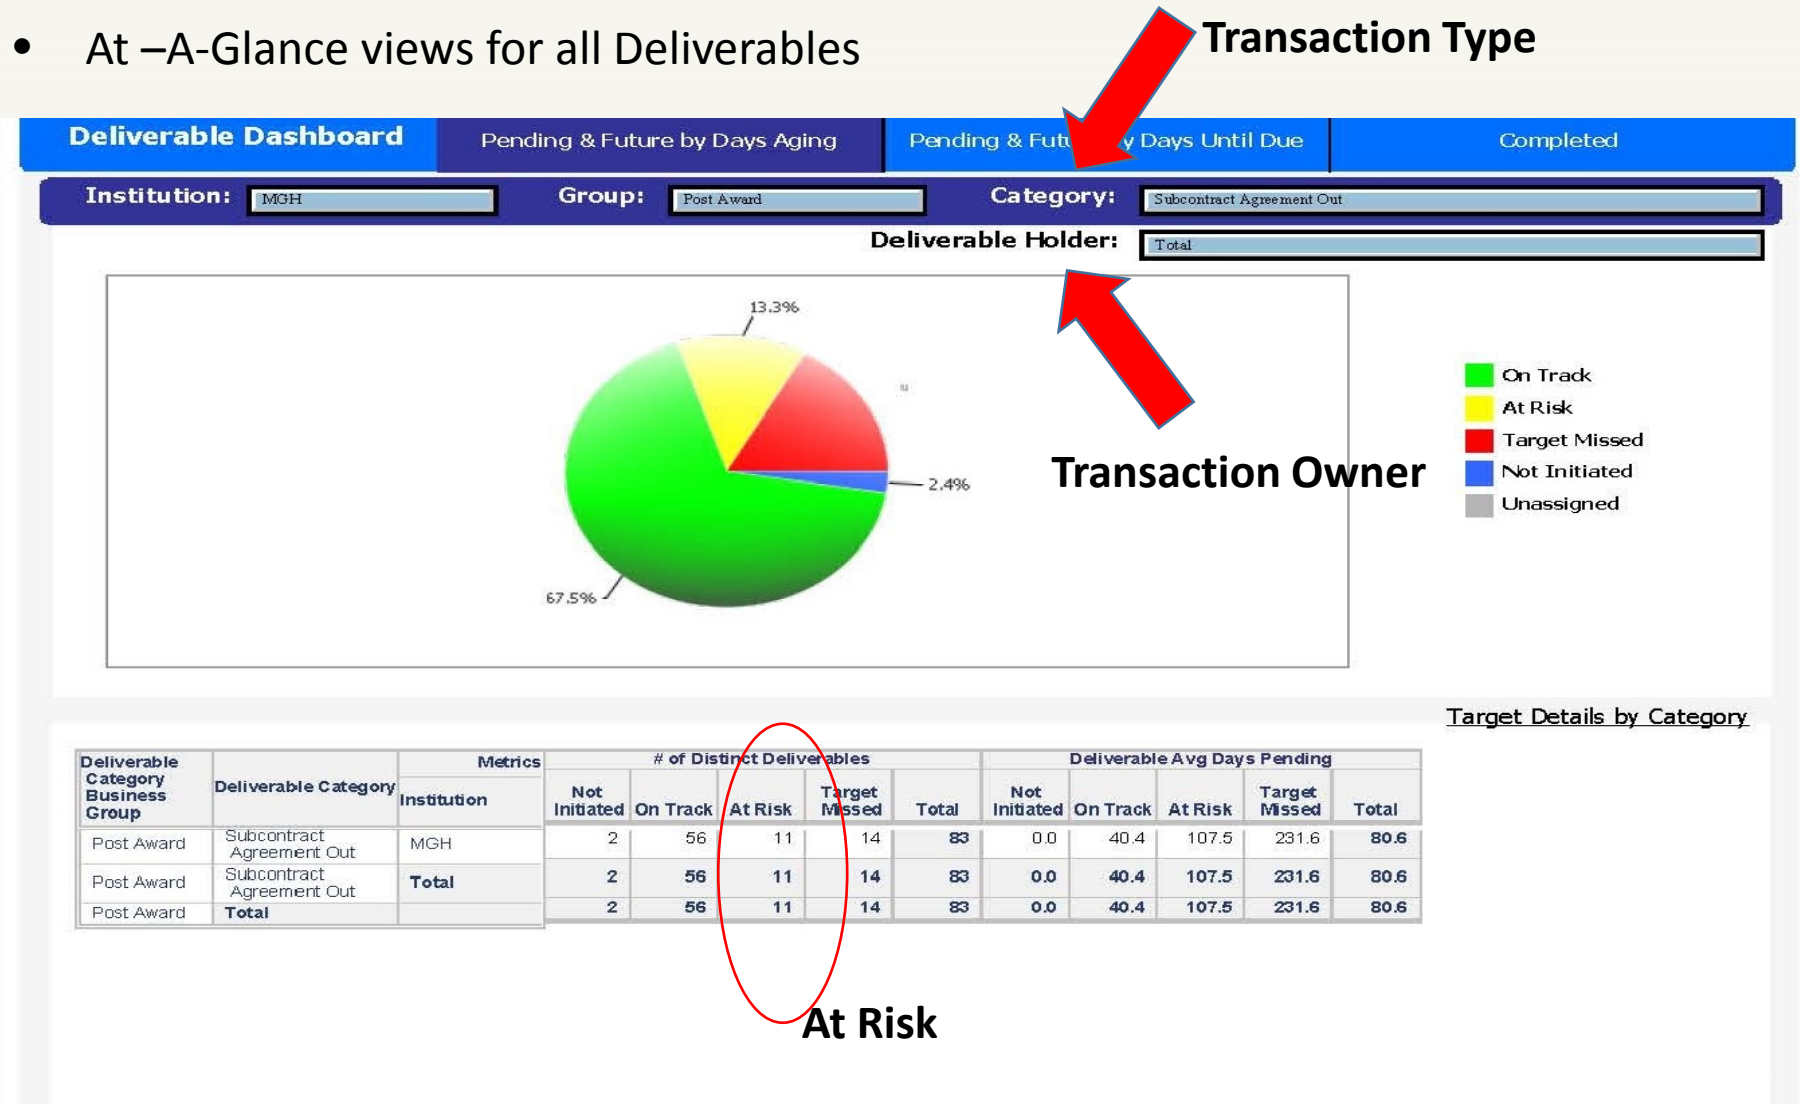 • At –A-Glance views for all Deliverables
Transaction Type
Deliverable Dashboard
Pending & Future by Days Aging
Pending & Fut y Days Until Due
Completed
Institution: MGH
Group: Post Award
Category: Subcontract Agreement Out
Deliverable Holder: Total
13.3%
2.4%
67.5%
On Track
At Risk
Target Missed
Not Initiated
Unassigned
Transaction Owner
Target Details by Category
Deliverable Category Business Group
Deliverable Category
Metrics
Institution
# of Distinct Deliverables
Deliverable Avg Days Pending
Not Initiated On Track At Risk Target Missed Total Not Initiated On Track At Risk Target Missed Total
Post Award Subcontract Agreement Out MGH 2 56 11 14 83 0.0 40.4 107.5 231.6 80.6
Post Award Subcontract Agreement Out Total 2 56 11 14 83 0.0 40.4 107.5 231.6 80.6
Post Award Total 2 56 11 14 83 0.0 40.4 107.5 231.6 80.6
At Risk